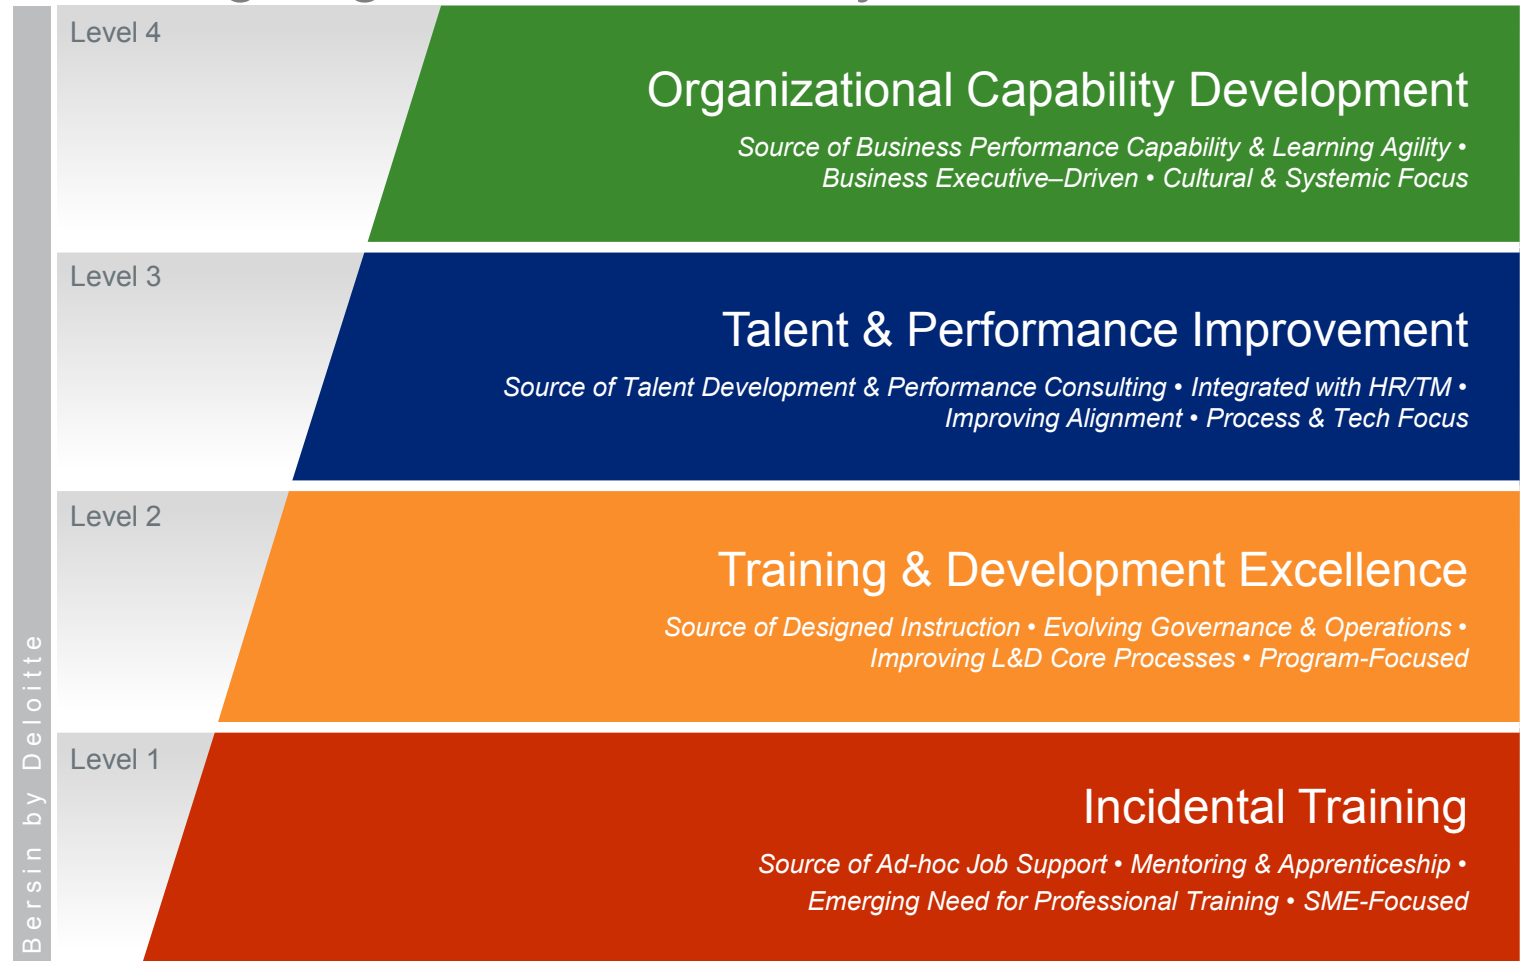 Level 4
Organizational Capability Development
Source of Business Performance Capability & Learning Agility •
Business Executive–Driven • Cultural & Systemic Focus
Level 3
Talent & Performance Improvement
Source of Talent Development & Performance Consulting • Integrated with HR/TM •
Improving Alignment • Process & Tech Focus
Level 2
Training & Development Excellence
Source of Designed Instruction • Evolving Governance & Operations •
Improving L&D Core Processes • Program-Focused
Level 1
Incidental Training
Source of Ad-hoc Job Support • Mentoring & Apprenticeship •
Emerging Need for Professional Training • SME-Focused
Bersin by Deloitte